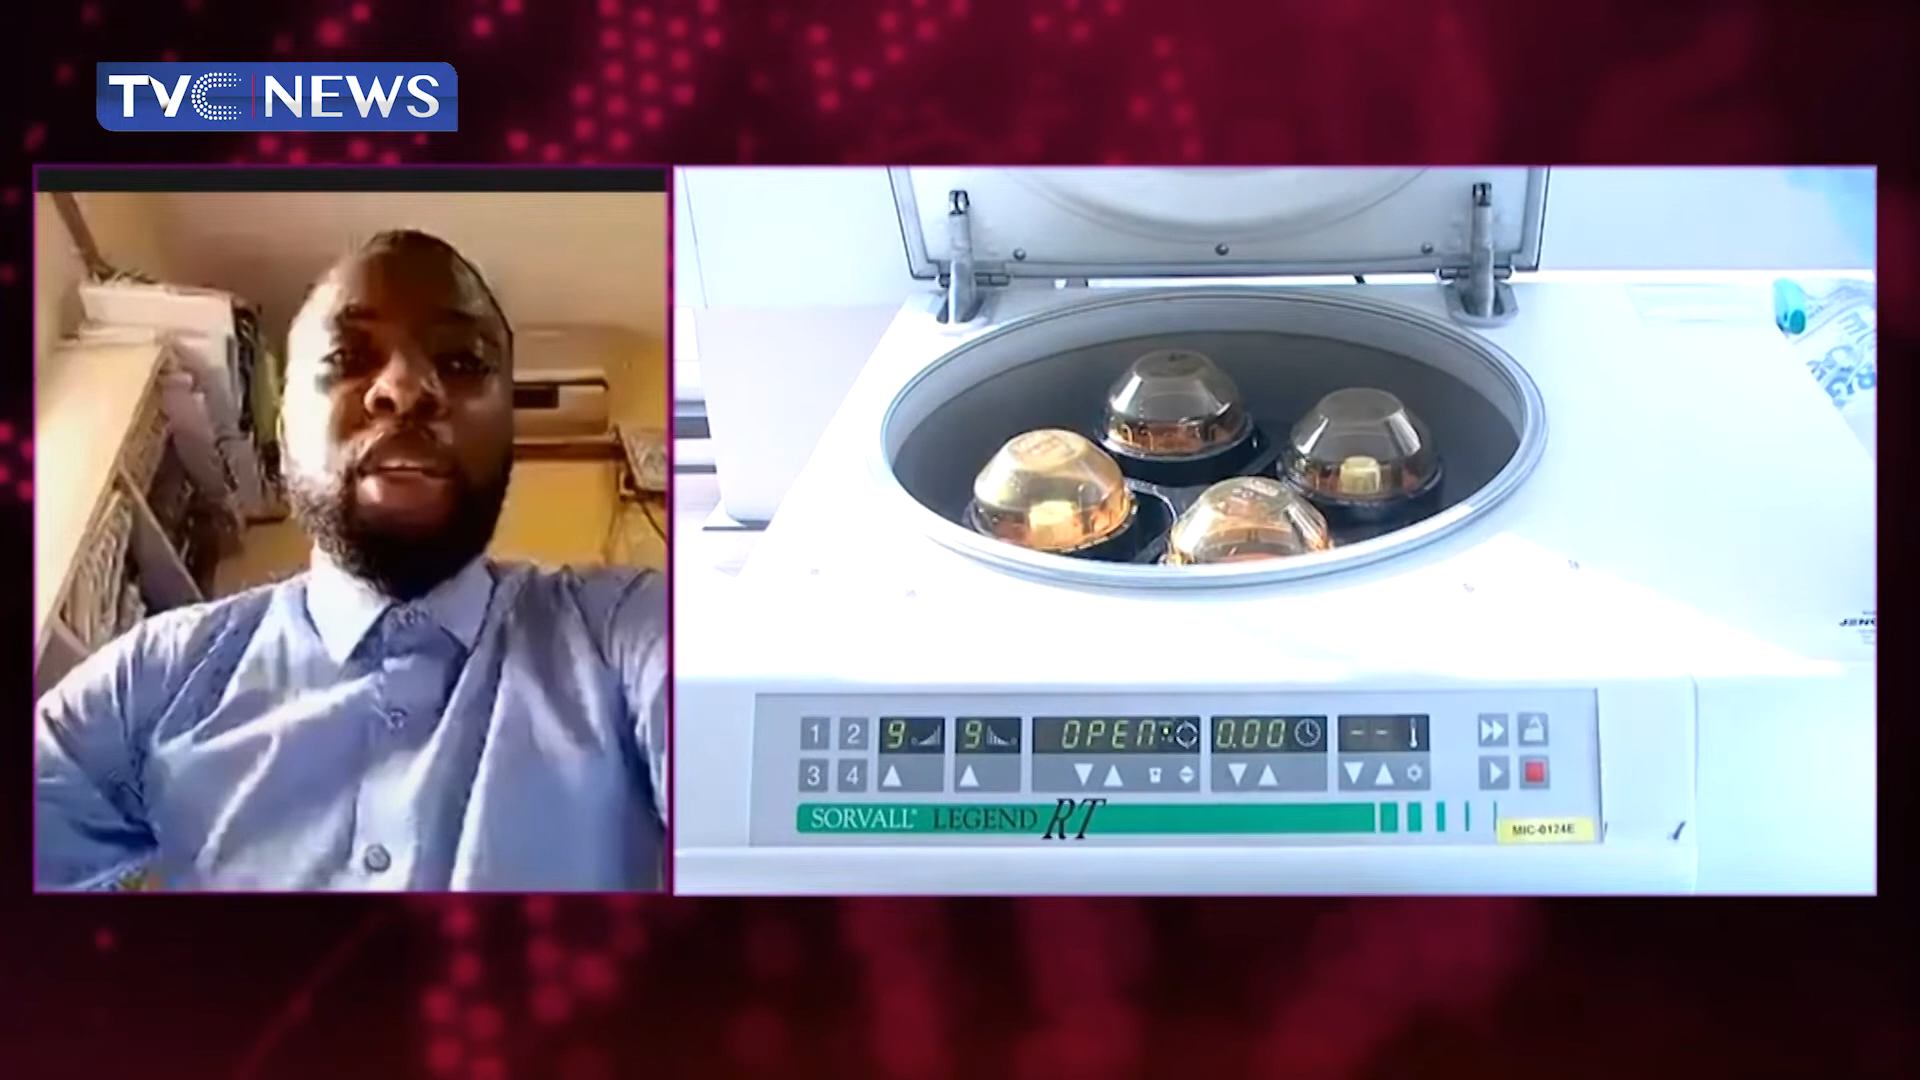 TVC NEWS
1 2 9 9 OPEN 0.00 --
3 4
SORVALL® LEGEND RT
MIC-0124E